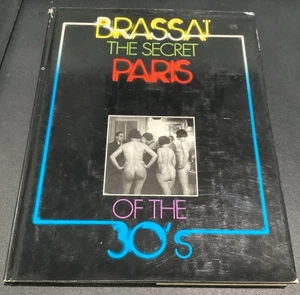 BRASSAÏ
THE SECRET
PARIS
OF THE
30's